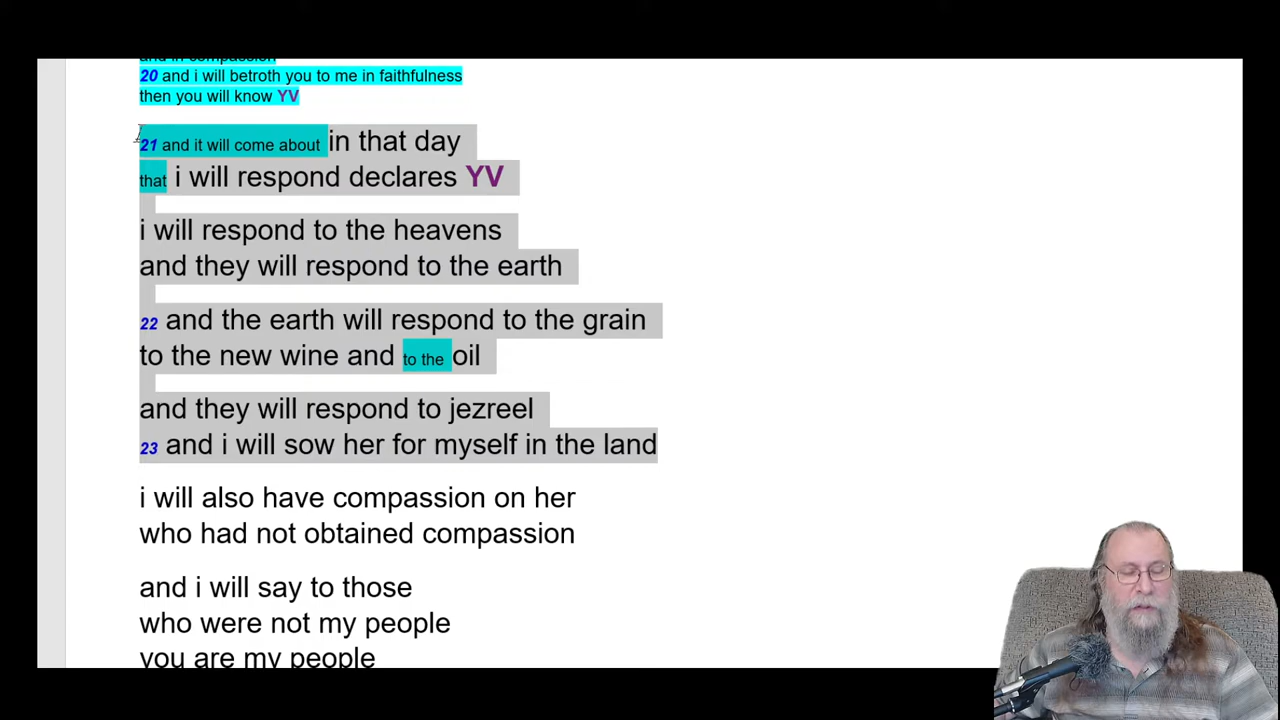 and in compassion
20 and i will betroth you to me in faithfulness
then you will know YV
21 and it will come about in that day
that i will respond declares YV
i will respond to the heavens
and they will respond to the earth
22 and the earth will respond to the grain
to the new wine and to the oil
and they will respond to jezreel
23 and i will sow her for myself in the land
i will also have compassion on her
who had not obtained compassion
and i will say to those
who were not my people
you are my people